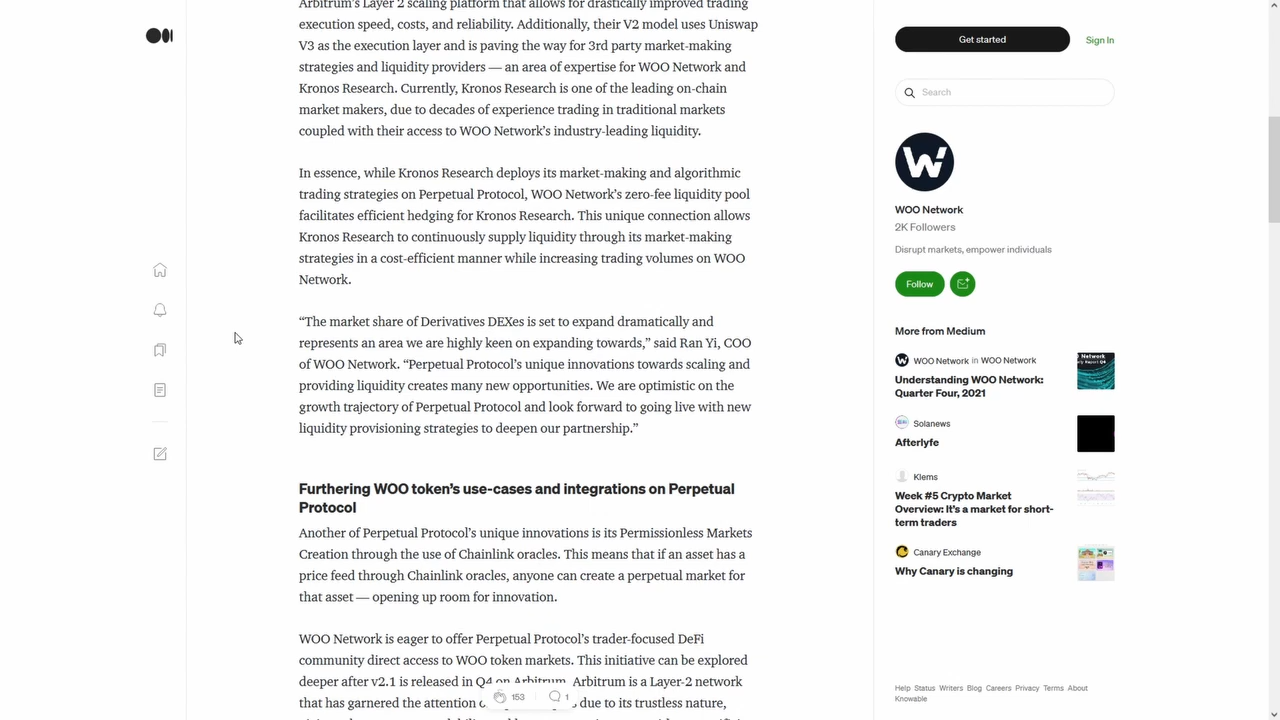 Arbitrum's Layer 2 scaling platform that allows for drastically improved trading
execution speed, costs, and reliability. Additionally, their V2 model uses Uniswap
V3 as the execution layer and is paving the way for 3rd party market-making
strategies and liquidity providers — an area of expertise for WOO Network and
Kronos Research. Currently, Kronos Research is one of the leading on-chain
market makers, due to decades of experience trading in traditional markets
coupled with their access to WOO Network's industry-leading liquidity.
In essence, while Kronos Research deploys its market-making and algorithmic
trading strategies on Perpetual Protocol, WOO Network's zero-fee liquidity pool
facilitates efficient hedging for Kronos Research. This unique connection allows
Kronos Research to continuously supply liquidity through its market-making
strategies in a cost-efficient manner while increasing trading volumes on WOO
Network.
“The market share of Derivatives DEXes is set to expand dramatically and
represents an area we are highly keen on expanding towards,” said Ran Yi, COO
of WOO Network. “Perpetual Protocol's unique innovations towards scaling and
providing liquidity creates many new opportunities. We are optimistic on the
growth trajectory of Perpetual Protocol and look forward to going live with new
liquidity provisioning strategies to deepen our partnership.”
Furthering WOO token's use-cases and integrations on Perpetual
Protocol
Another of Perpetual Protocol's unique innovations is its Permissionless Markets
Creation through the use of Chainlink oracles. This means that if an asset has a
price feed through Chainlink oracles, anyone can create a perpetual market for
that asset — opening up room for innovation.
WOO Network is eager to offer Perpetual Protocol's trader-focused DeFi
community direct access to WOO token markets. This initiative can be explored
deeper after v2.1 is released in Q4 on Arbitrum. Arbitrum is a Layer-2 network
that has garnered the attention of due to its trustless nature,
153 1
Get started Sign In
Search
WOO Network
2K Followers
Disrupt markets, empower individuals
Follow
More from Medium
WOO Network in WOO Network
Understanding WOO Network:
Quarter Four, 2021
Solanews
Afterlyfe
Klems
Week #5 Crypto Market
Overview: It's a market for short-
term traders
Canary Exchange
Why Canary is changing
Help Status Writers Blog Careers Privacy Terms About
Knowable